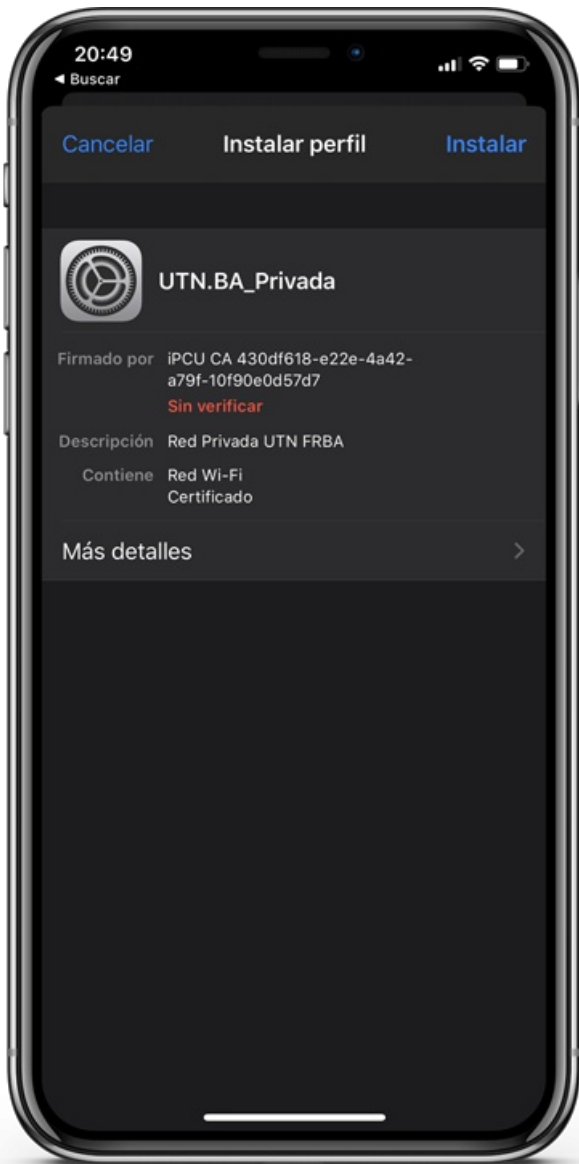 20:49
◀ Buscar
Cancelar Instalar perfil Instalar
UTN.BA_Privada
Firmado por iPCU CA 430df618-e22e-4a42-
a79f-10f90e0d57d7
Sin verificar
Descripción Red Privada UTN FRBA
Contiene Red Wi-Fi
Certificado
Más detalles